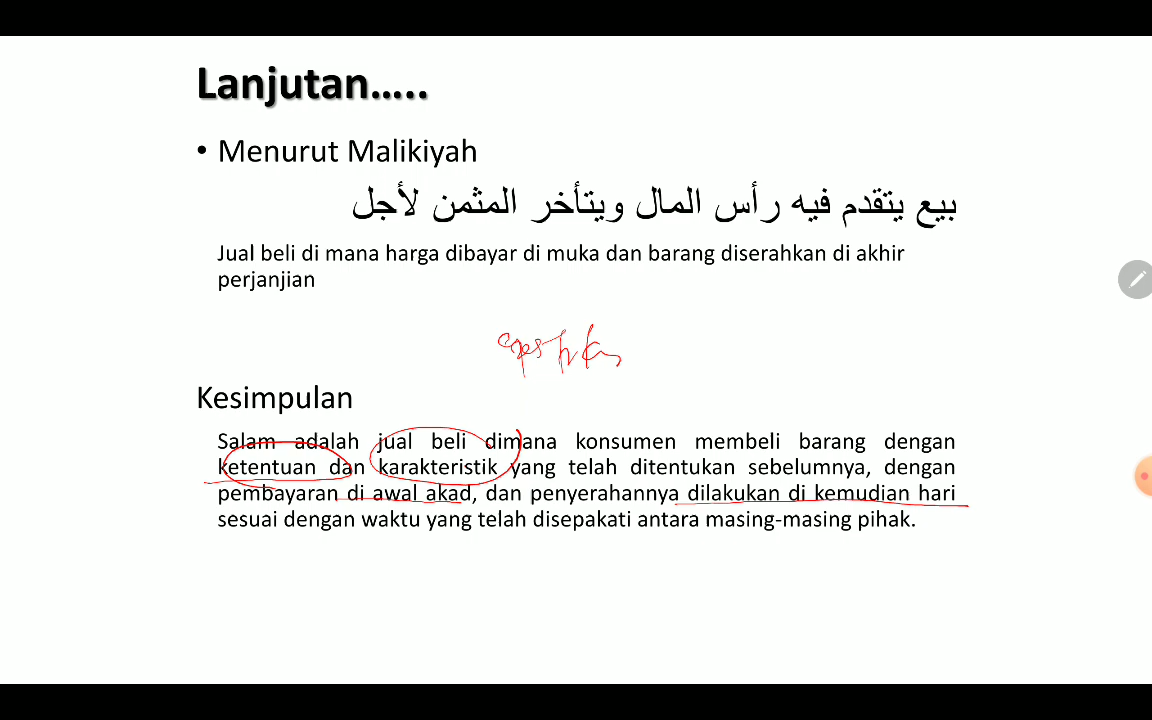 Lanjutan.....
• Menurut Malikiyah
بيع يتقدم فيه رأس المال ويتأخر المثمن لأجل
Jual beli di mana harga dibayar di muka dan barang diserahkan di akhir
perjanjian
Kesimpulan
Salam adalah jual beli dimana konsumen membeli barang dengan
ketentuan dan karakteristik yang telah ditentukan sebelumnya, dengan
pembayaran di awal akad, dan penyerahannya dilakukan di kemudian hari
sesuai dengan waktu yang telah disepakati antara masing-masing pihak.